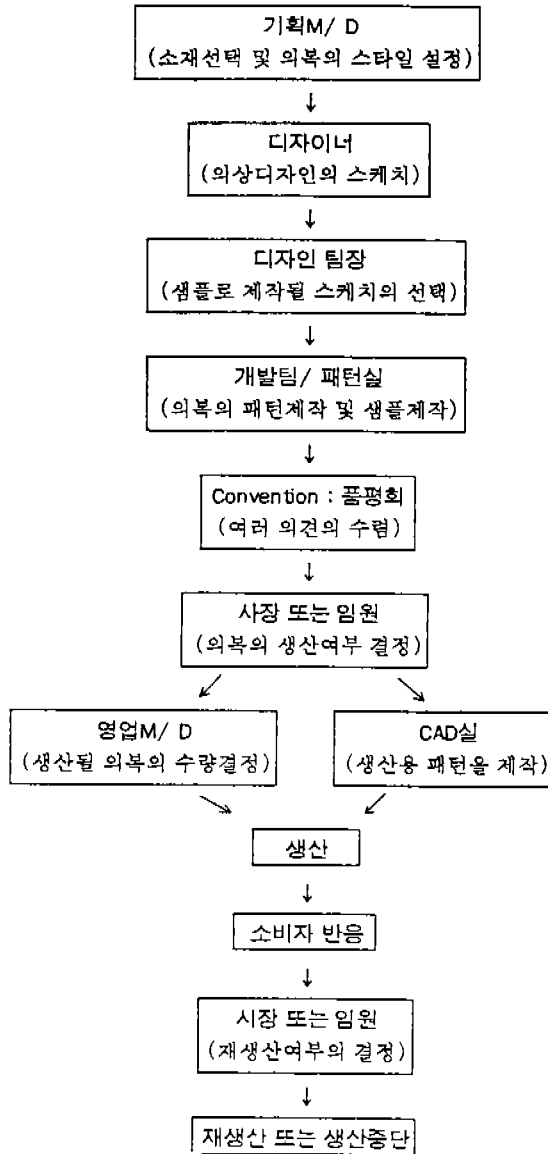 기획M/ D
(소재선택 및 의복의 스타일 설정)
↓
디자이너
(의상디자인의 스케치)
↓
디자인 팀장
(샘플로 제작될 스케치의 선택)
↓
개발팀/ 패턴실
(의복의 패턴제작 및 샘플제작)
↓
Convention : 품평회
(여러 의견의 수렴)
↓
사장 또는 임원
(의복의 생산여부 결정)
↙ ↘
영업M/ D
(생산될 의복의 수량결정)
CAD실
(생산용 패턴을 제작)
↘ ↙
생산
↓
소비자 반응
↓
시장 또는 임원
(재생산여부의 결정)
↓
재생산 또는 생산중단